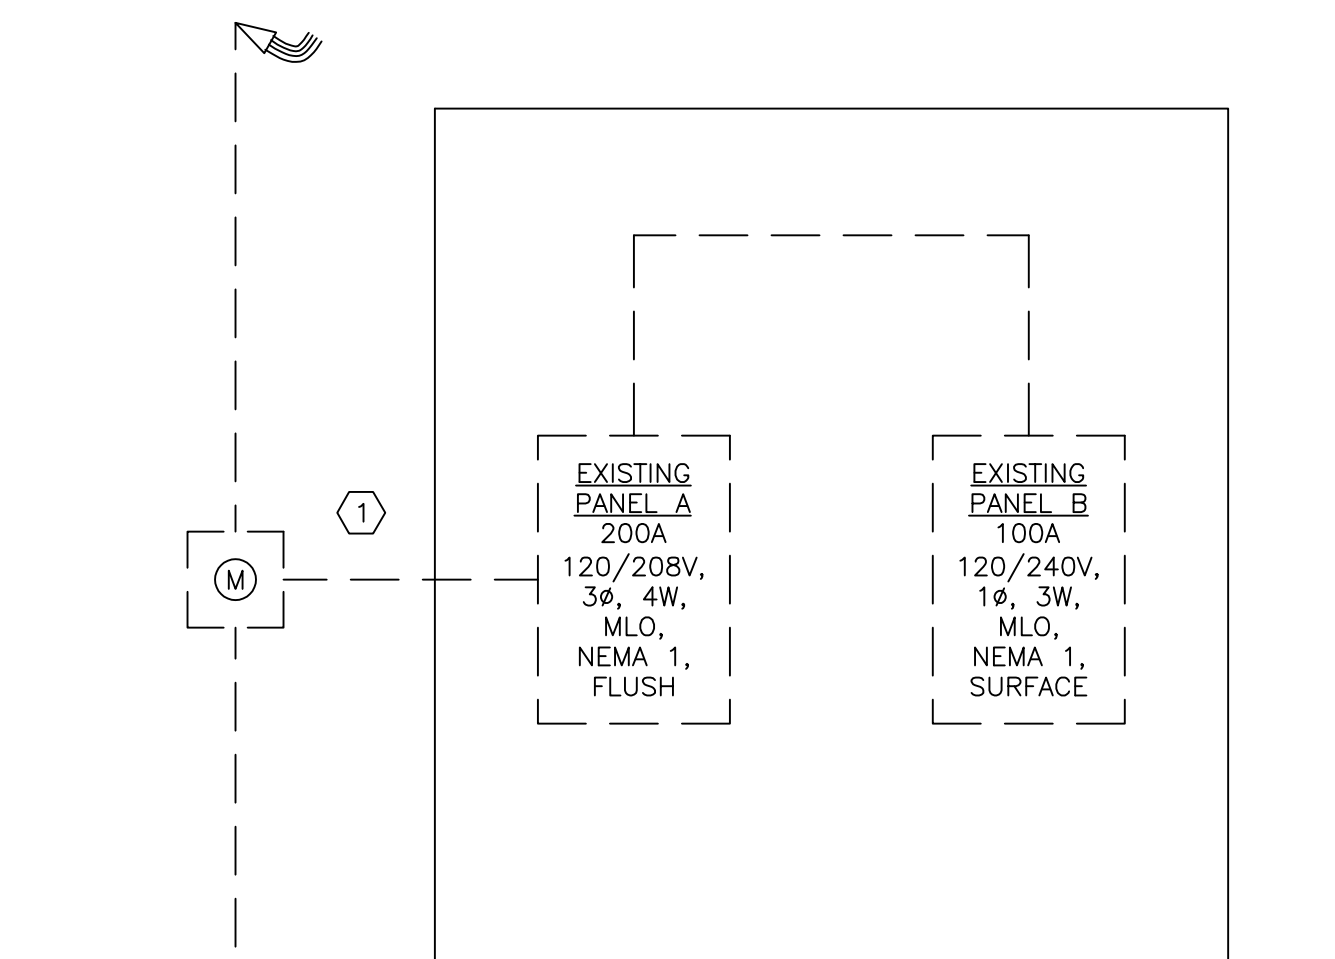 1
M
EXISTING
PANEL A
200A
120/208V,
3ø, 4W,
MLO,
NEMA 1,
FLUSH
EXISTING
PANEL B
100A
120/240V,
1ø, 3W,
MLO,
NEMA 1,
SURFACE